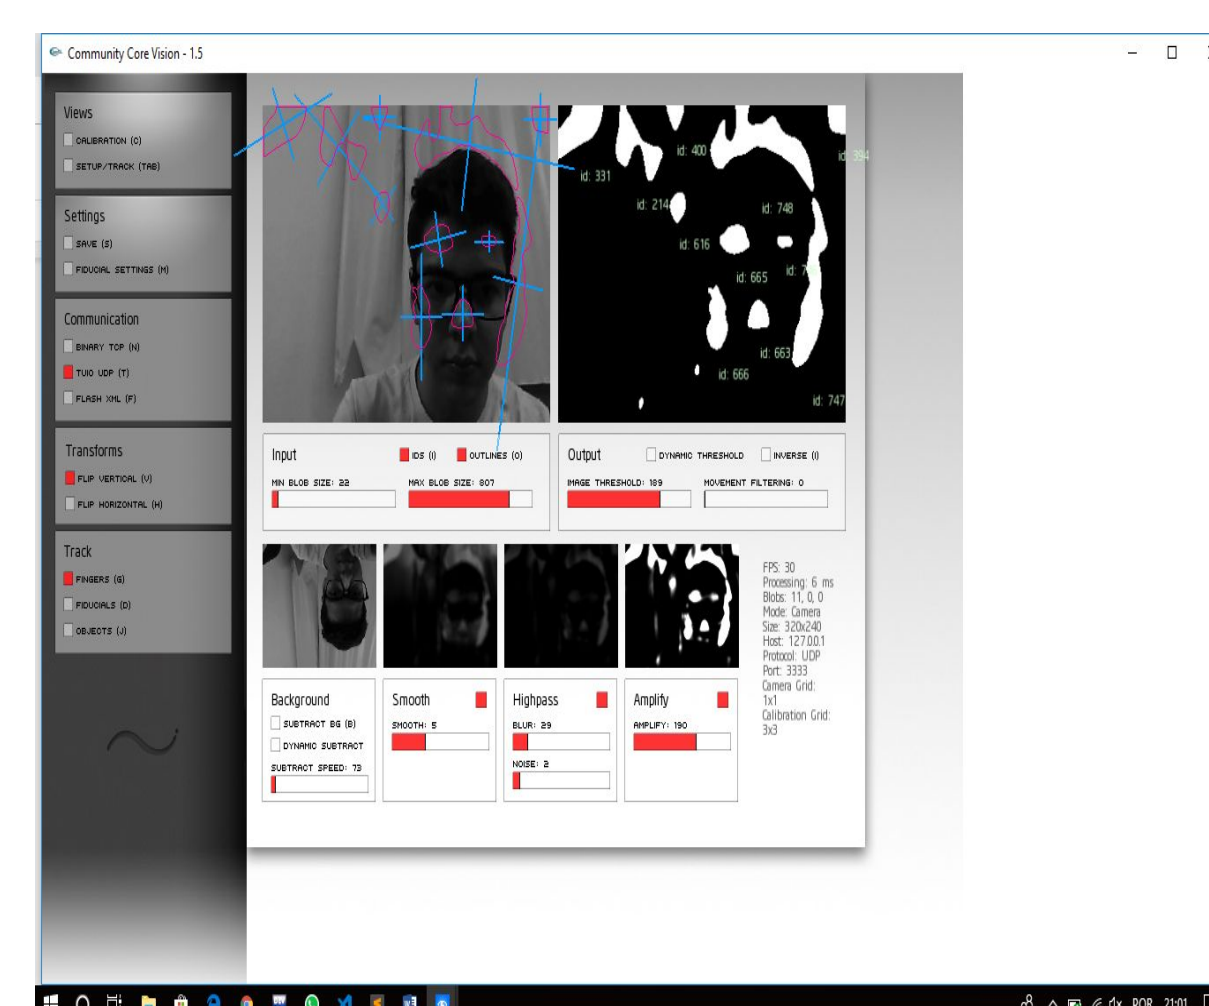 Community Core Vision - 1.5
Views
CALIBRATION (C)
SETUP/TRACK (TAB)
Settings
SAVE (S)
FIDUCIAL SETTINGS (M)
Communication
BINARY TCP (N)
TUIO UDP (T)
FLASH XML (F)
Transforms
FLIP VERTICAL (V)
FLIP HORIZONTAL (H)
Track
FINGERS (G)
FIDUCIALS (D)
OBJECTS (J)
id: 400
id: 394
id: 331
id: 214
id: 748
id: 616
id: 665
id:
id: 663
id: 666
id: 747
Input
IDS (I)
OUTLINES (O)
MIN BLOB SIZE: 22
MAX BLOB SIZE: 807
Output
DYNAMIC THRESHOLD
INVERSE (I)
IMAGE THRESHOLD: 189
MOVEMENT FILTERING: 0
FPS: 30
Processing: 6 ms
Blobs: 11, 0, 0
Mode: Camera
Size: 320x240
Host: 127.0.0.1
Protocol: UDP
Port: 3333
Camera Grid:
1x1
Calibration Grid:
3x3
Background
SUBTRACT BG (B)
DYNAMIC SUBTRACT
SUBTRACT SPEED: 73
Smooth
SMOOTH: 5
Highpass
BLUR: 29
NOISE: 2
Amplify
AMPLIFY: 190
POR 21:01